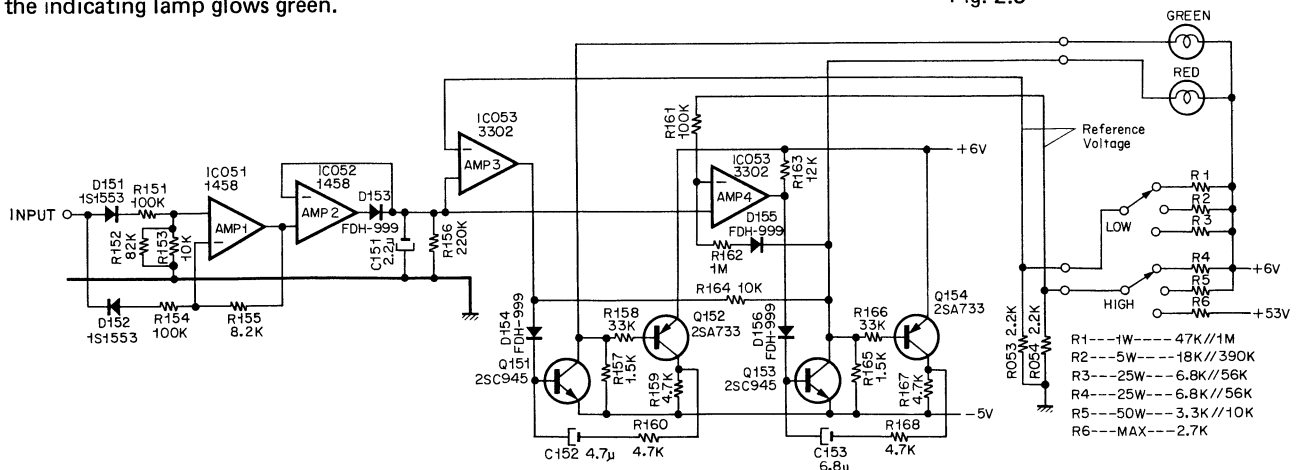 the indicating lamp glows green.
GREEN
RED
Reference
Voltage
INPUT
D151
1S1553
R151
100K
R152
82K
R153
10K
IC051
1458
AMP1
D152
1S1553
R154
100K
R155
8.2K
IC052
1458
AMP2
D153
FDH-999
C151
2.2µ
R156
220K
IC053
3302
AMP3
R161
100K
IC053
3302
AMP4
R163
12K
+6V
D155
FDH-999
R162
1M
R164 10K
D154
FDH-999
Q151
2SC945
R158
33K
R157
1.5K
Q152
2SA733
R159
4.7K
C152 4.7µ
R160
4.7K
D156
FDH-999
Q153
2SC945
R166
33K
R165
1.5K
Q154
2SA733
R167
4.7K
-5V
C153
6.8µ
R168
4.7K
R053 2.2K
R054 2.2K
LOW
R1
R2
R3
HIGH
R4
R5
R6
+6V
+53V
R1---1W----47K//1M
R2---5W----18K//390K
R3---25W---6.8K//56K
R4---25W---6.8K//56K
R5---50W---3.3K//10K
R6---MAX---2.7K